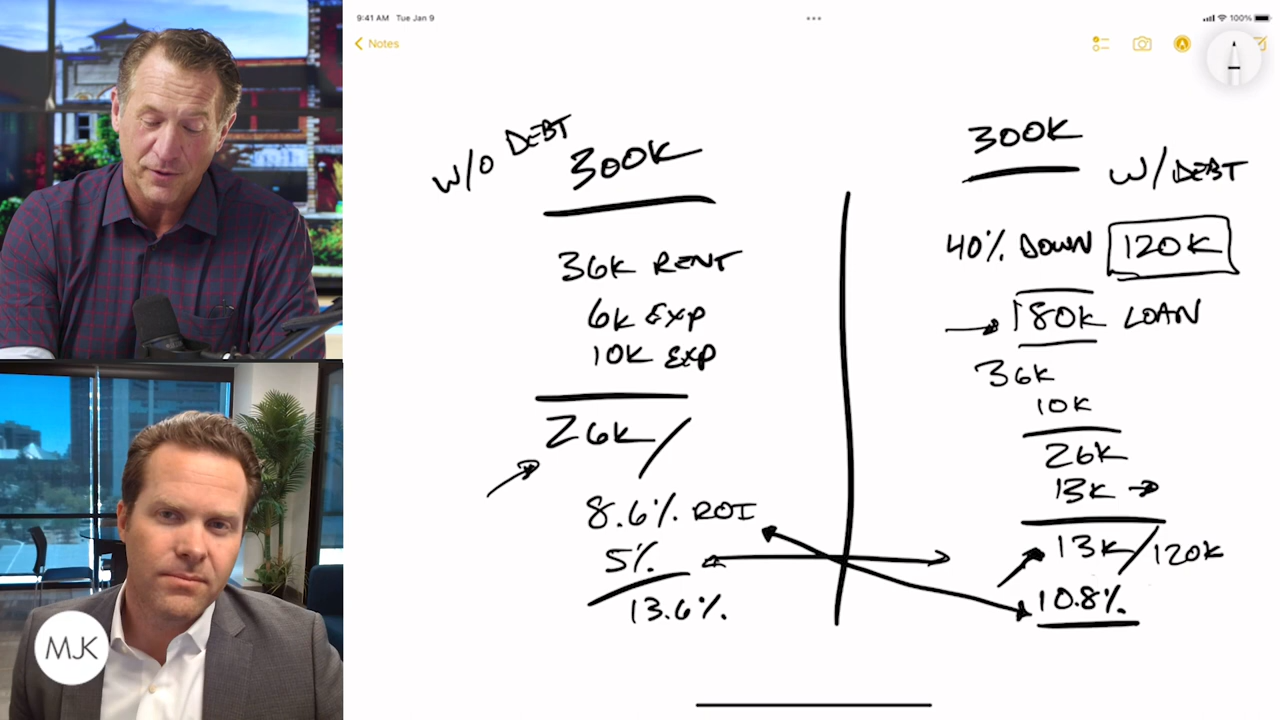 9:41 AM Tue Jan 9
100%
Notes
W/O DEBT
300K
36K RENT
6K EXP
10K EXP
26K/
8.6% ROI
5%
13.6%
300K
W/ DEBT
40% DOWN 120K
180K LOAN
36K
10K
26K
13K
13K/120K
10.8%
MJK